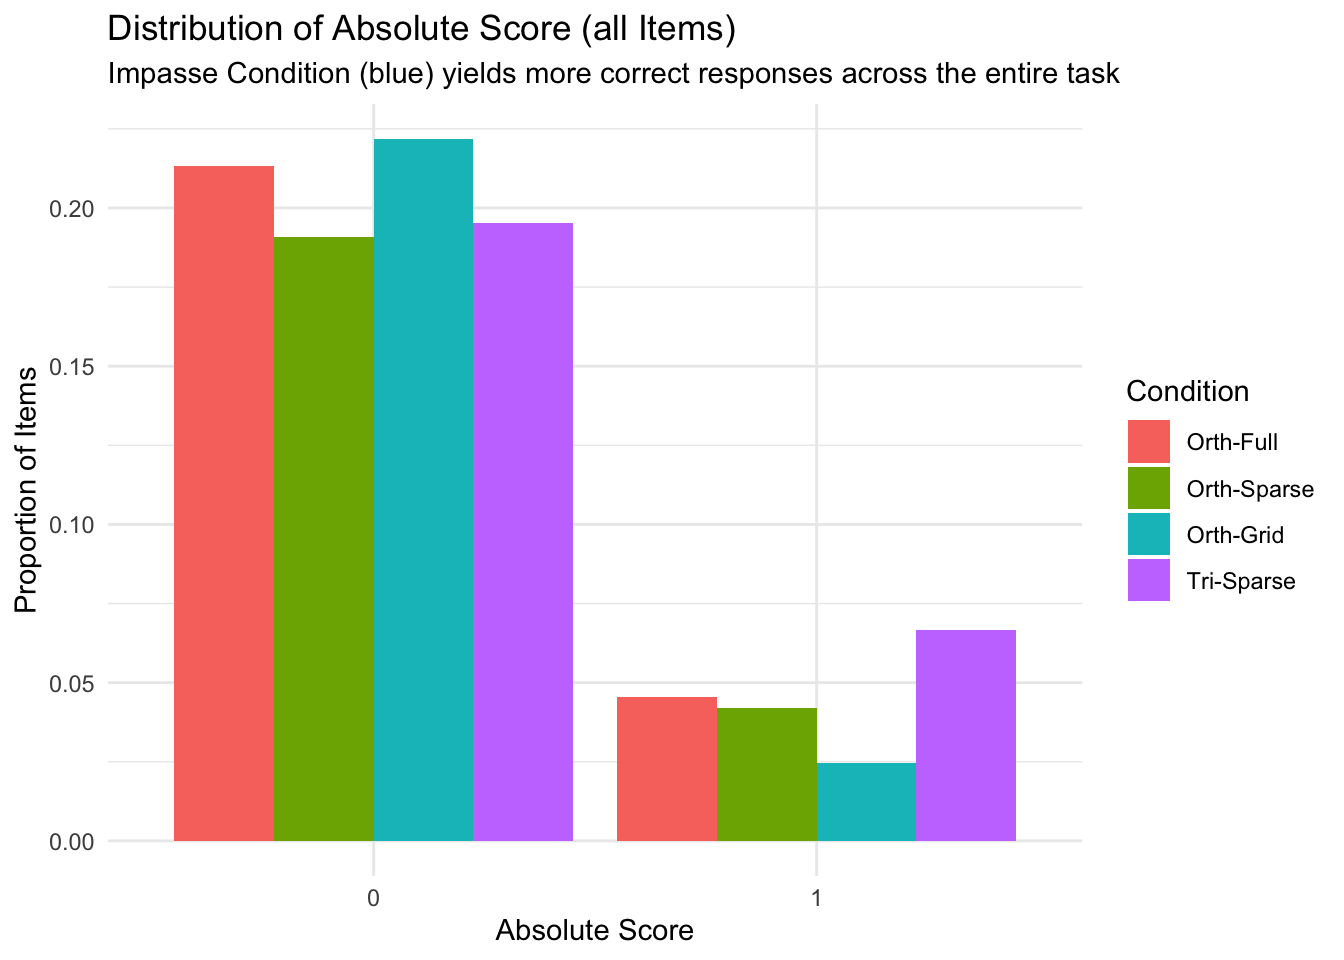 Distribution of Absolute Score (all Items)
Impasse Condition (blue) yields more correct responses across the entire task
Proportion of Items
0.20
0.15
0.10
0.05
0.00
0
1
Absolute Score
Condition
Orth-Full
Orth-Sparse
Orth-Grid
Tri-Sparse